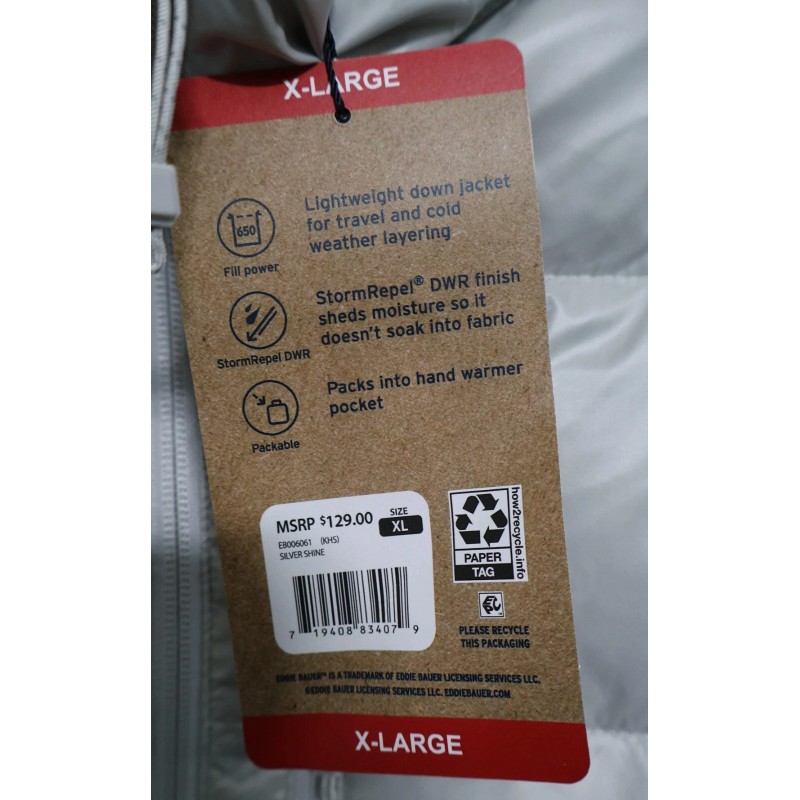 X-LARGE
650
Fill power
Lightweight down jacket
for travel and cold
weather layering
StormRepel DWR
StormRepel® DWR finish
sheds moisture so it
doesn't soak into fabric
Packable
Packs into hand warmer
pocket
MSRP $129.00
SIZE
XL
EB006061 (KHS)
SILVER SHINE
7 19408 83407 9
how2recycle.info
PAPER
TAG
PLEASE RECYCLE
THIS PACKAGING
EDDIE BAUER™ IS A TRADEMARK OF EDDIE BAUER LICENSING SERVICES LLC.
©EDDIE BAUER LICENSING SERVICES LLC. EDDIEBAUER.COM
X-LARGE